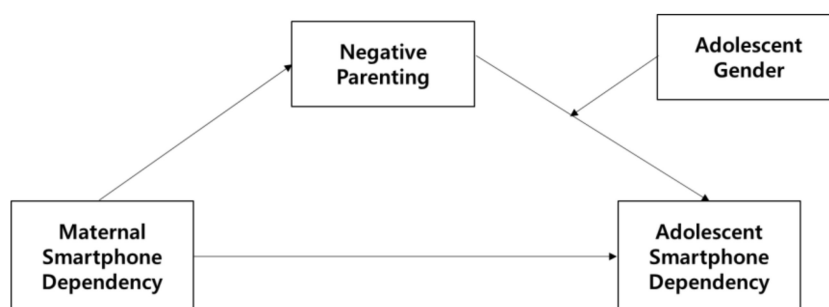 Negative
Parenting
Adolescent
Gender
Maternal
Smartphone
Dependency
Adolescent
Smartphone
Dependency